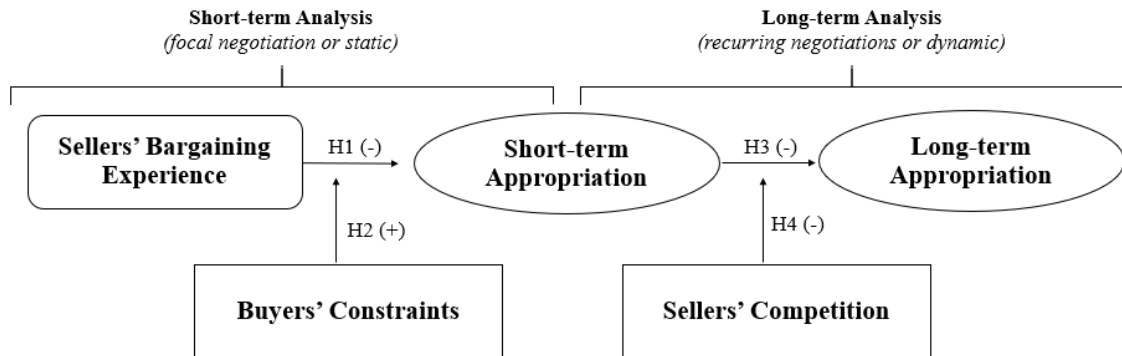 Short-term Analysis
(focal negotiation or static)
Long-term Analysis
(recurring negotiations or dynamic)
Sellers’ Bargaining
Experience
H1 (-)
Short-term
Appropriation
H3 (-)
Long-term
Appropriation
H2 (+)
H4 (-)
Buyers’ Constraints
Sellers’ Competition